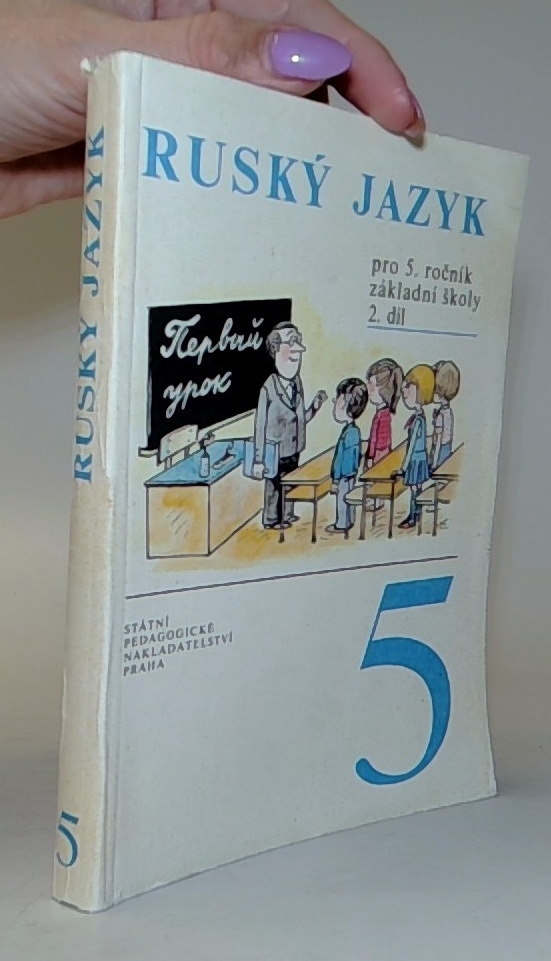 RUSKÝ JAZYK
pro 5. ročník
základní školy
2. díl
Первый
урок
STÁTNÍ
PEDAGOGICKÉ
NAKLADATELSTVÍ
PRAHA
5
RUSKÝ JAZYK
5